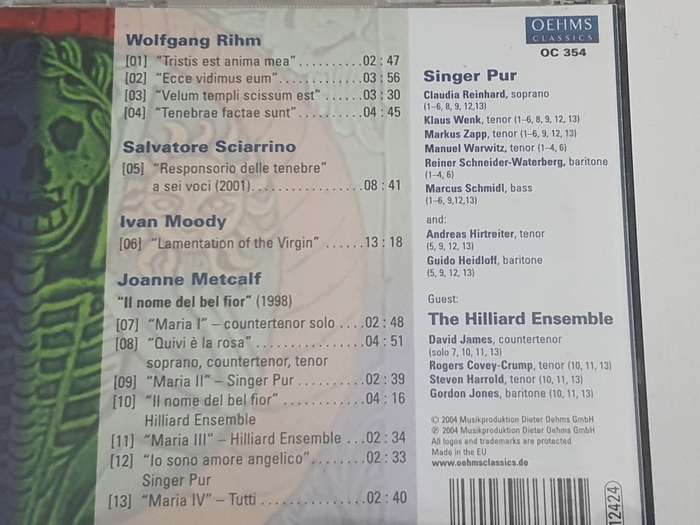 Wolfgang Rihm
[01] "Tristis est anima mea" ..........02 : 47
[02] "Ecce vidimus eum" .............03 : 56
[03] "Velum templi scissum est" .....03 : 30
[04] "Tenebrae factae sunt" ..........04 : 45
Salvatore Sciarrino
[05] "Responsorio delle tenebre"
a sei voci (2001)..................08 : 41
Ivan Moody
[06] "Lamentation of the Virgin" ......13 : 18
Joanne Metcalf
"Il nome del bel fior" (1998)
[07] "Maria I" – countertenor solo ....02 : 48
[08] "Quivi è la rosa" ..................04 : 51
soprano, countertenor, tenor
[09] "Maria II" – Singer Pur ...........02 : 39
[10] "Il nome del bel fior" .............04 : 16
Hilliard Ensemble
[11] "Maria III" – Hilliard Ensemble ...02 : 34
[12] "Io sono amore angelico"..........02 : 33
Singer Pur
[13] "Maria IV" – Tutti ................02 : 40
OEHMS
CLASSICS
OC 354
Singer Pur
Claudia Reinhard, soprano
(1–6, 8, 9, 12,13)
Klaus Wenk, tenor (1–6, 8, 9, 12, 13)
Markus Zapp, tenor (1–6, 9, 12, 13)
Manuel Warwitz, tenor (1–4, 6)
Reiner Schneider-Waterberg, baritone
(1–4, 6)
Marcus Schmidl, bass
(1–6, 9,12,13)
and:
Andreas Hirtreiter, tenor
(5, 9, 12, 13)
Guido Heidloff, baritone
(5, 9, 12, 13)
Guest:
The Hilliard Ensemble
David James, countertenor
(solo 7, 10, 11, 13)
Rogers Covey-Crump, tenor (10, 11, 13)
Steven Harrold, tenor (10, 11, 13)
Gordon Jones, baritone (10, 11, 13)
© 2004 Musikproduktion Dieter Oehms GmbH
℗ 2004 Musikproduktion Dieter Oehms GmbH
All logos and trademarks are protected
Made in the EU
www.oehmsclassics.de
12424